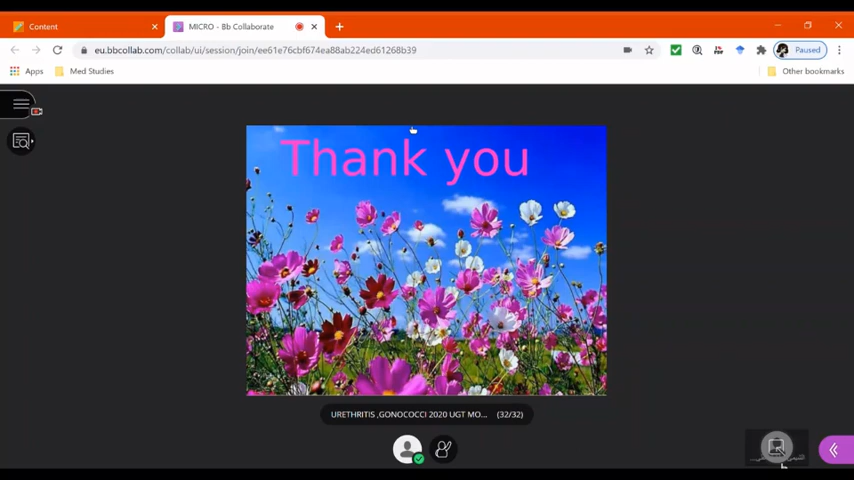 Content
MICRO - Bb Collaborate
eu.bbcollab.com/collab/ui/session/join/ee61e76cbf674ea88ab224ed61268b39
Paused
Apps
Med Studies
Other bookmarks
Thank you
URETHRITIS ,GONOCOCCI 2020 UGT MO... (32/32)